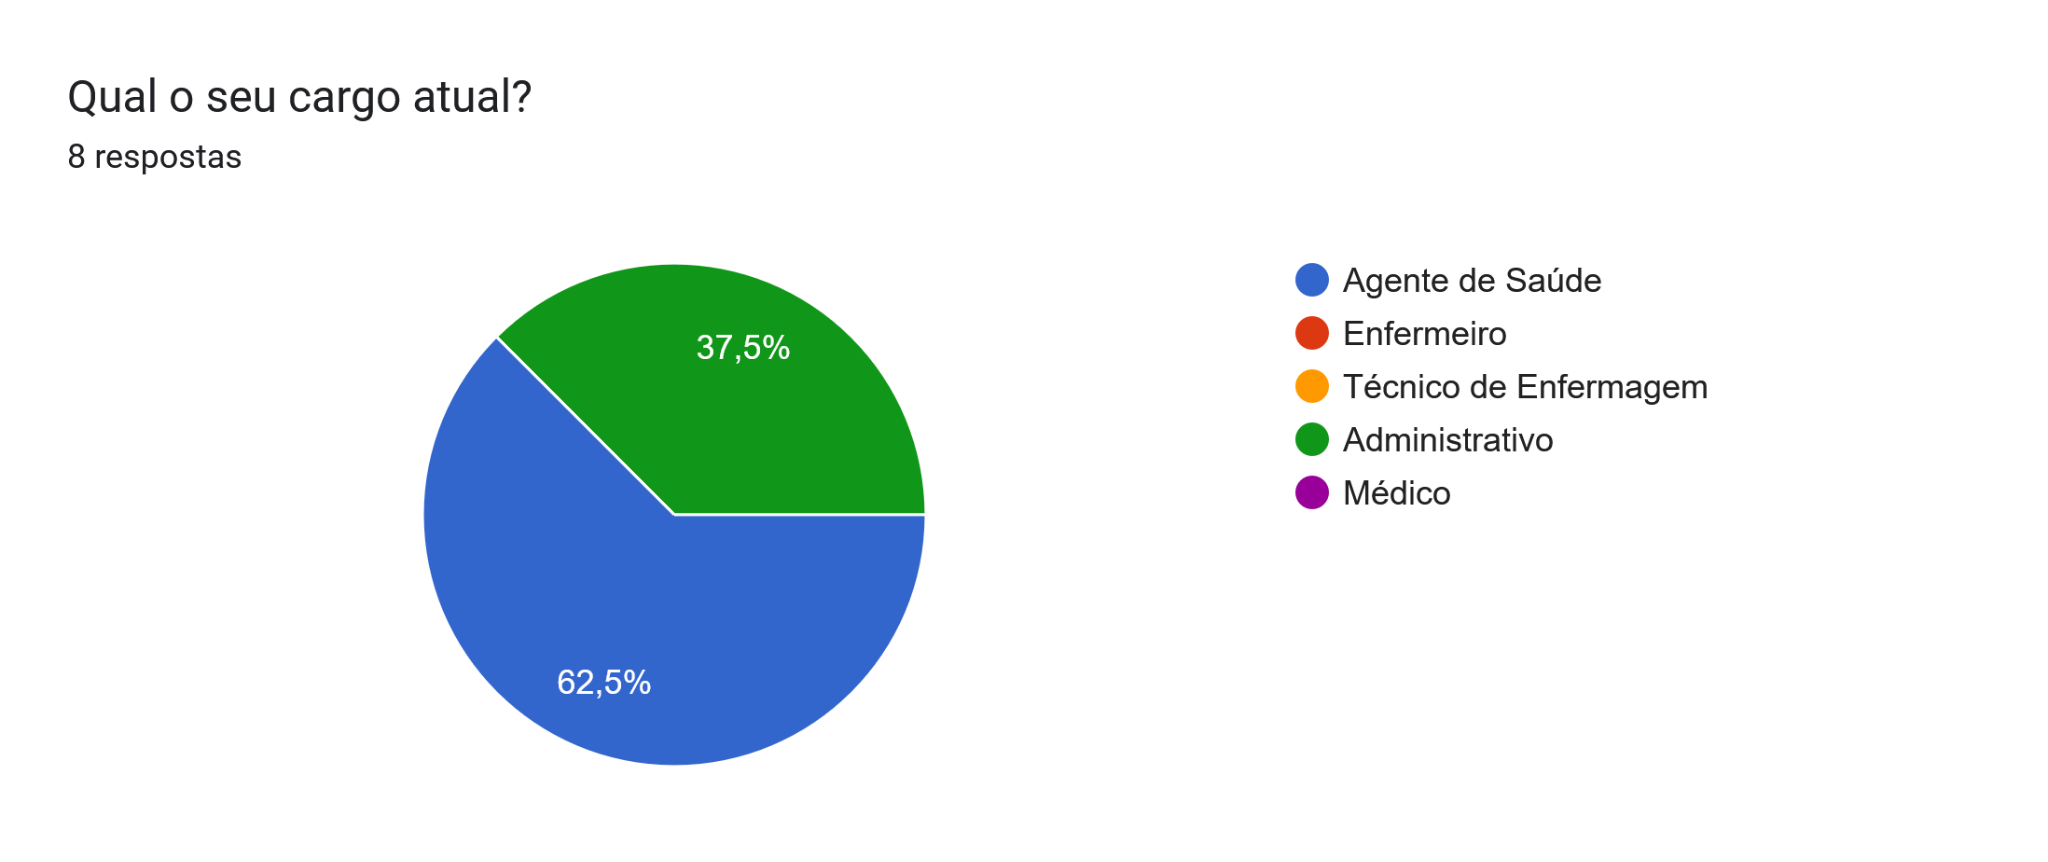 Qual o seu cargo atual?
8 respostas
37,5%
62,5%
Agente de Saúde
Enfermeiro
Técnico de Enfermagem
Administrativo
Médico